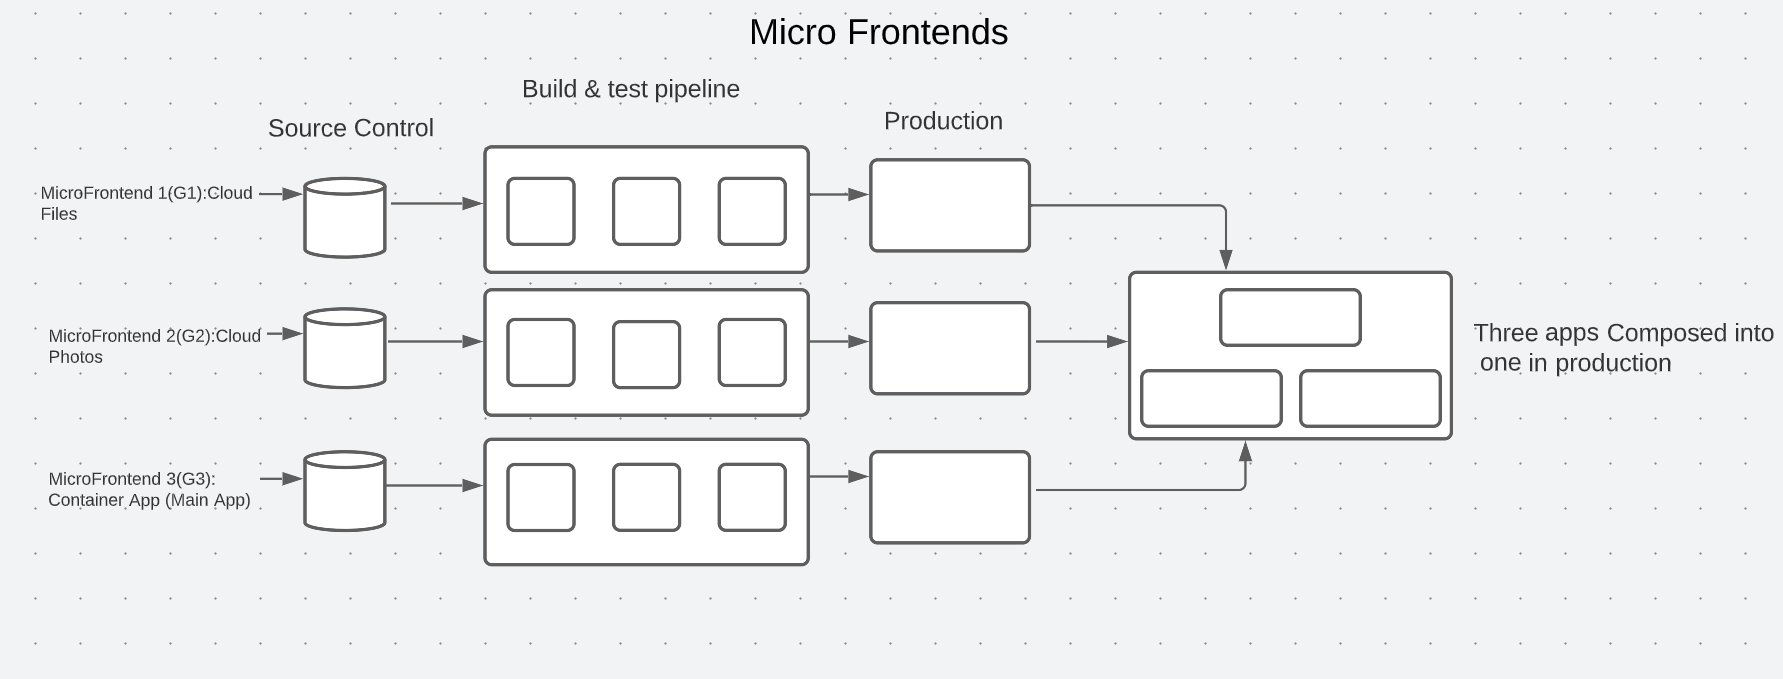 Micro Frontends
Build & test pipeline
Production
Source Control
MicroFrontend 1(G1):Cloud
Files
MicroFrontend 2(G2):Cloud
Photos
Three apps Composed into
one in production
MicroFrontend 3(G3):
Container App (Main App)